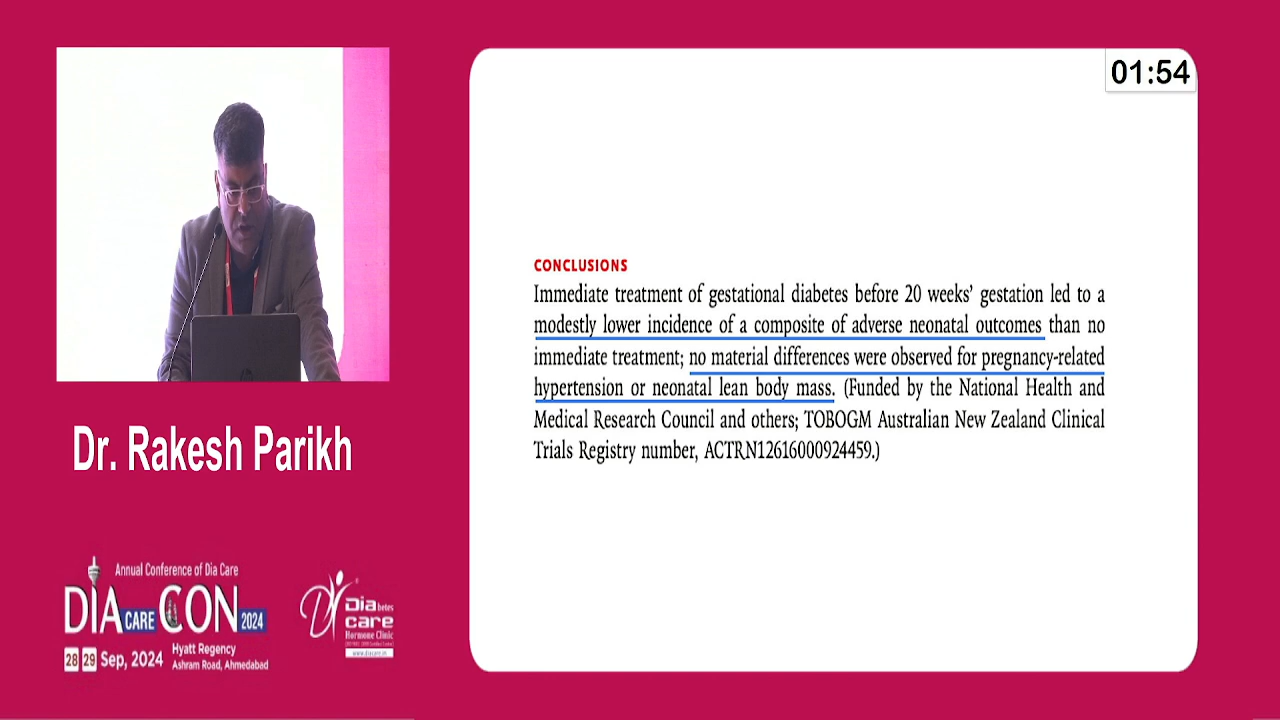 01:54
CONCLUSIONS
Immediate treatment of gestational diabetes before 20 weeks’ gestation led to a
modestly lower incidence of a composite of adverse neonatal outcomes than no
immediate treatment; no material differences were observed for pregnancy-related
hypertension or neonatal lean body mass. (Funded by the National Health and
Medical Research Council and others; TOBOGM Australian New Zealand Clinical
Trials Registry number, ACTRN12616000924459.)
Dr. Rakesh Parikh
Annual Conference of Dia Care
DIA CARE CON 2024
28 29 Sep, 2024
Hyatt Regency
Ashram Road, Ahmedabad
Diabetes
care
Hormone Clinic
www.diacare.in